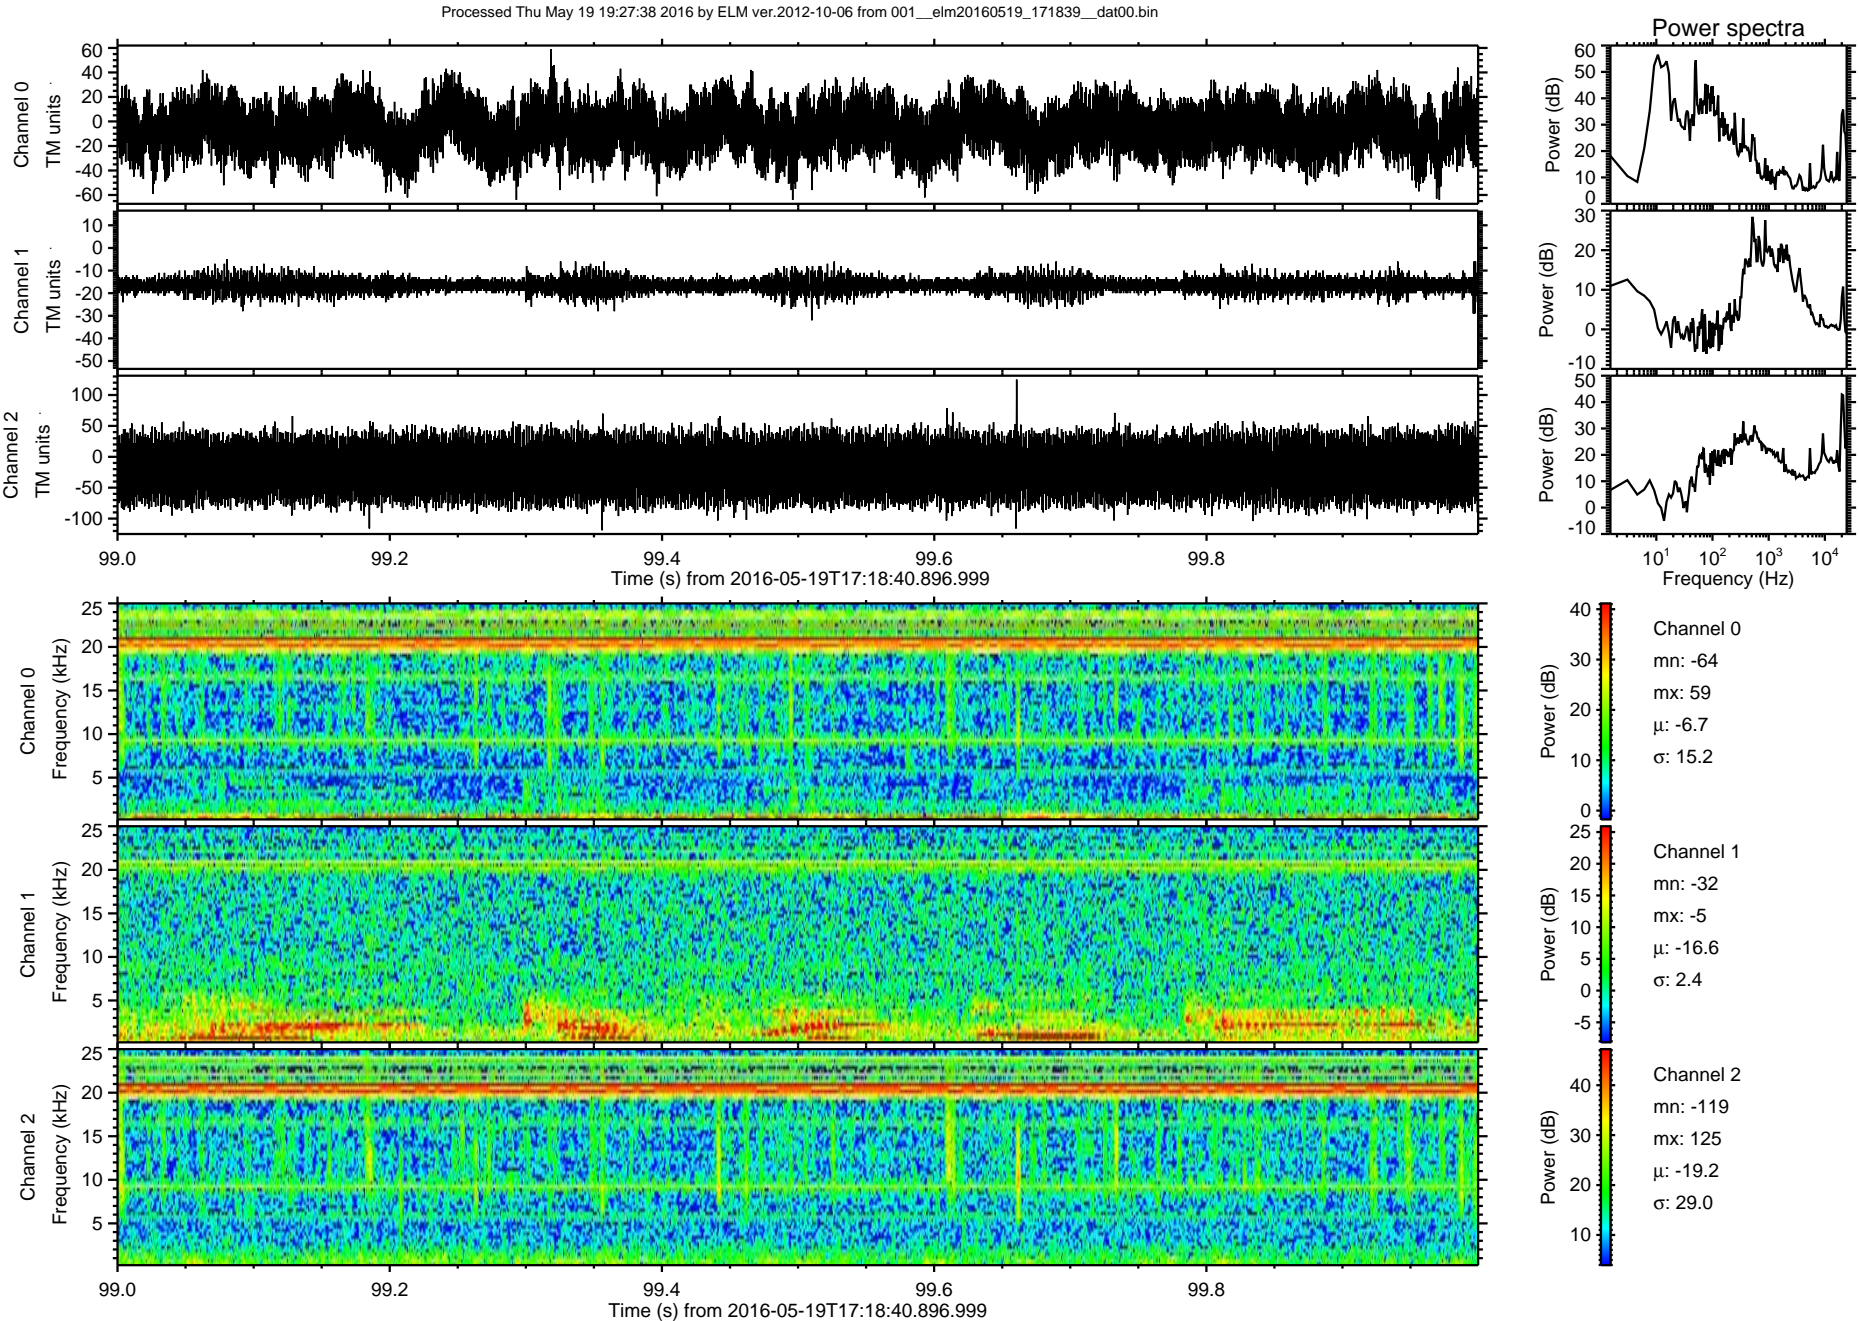 Processed Thu May 19 19:27:38 2016 by ELM ver.2012-10-06 from 001__elm20160519_171839__dat00.bin
Power spectra
Channel 0
TM units
60
40
20
0
-20
-40
-60
Power (dB)
60
50
40
30
20
10
0
Channel 1
TM units
10
0
-10
-20
-30
-40
-50
Power (dB)
30
20
10
0
-10
Channel 2
TM units
100
50
0
-50
-100
Power (dB)
50
40
30
20
10
0
-10
99.0 99.2 99.4 99.6 99.8
Time (s) from 2016-05-19T17:18:40.896.999
10¹ 10² 10³ 10⁴
Frequency (Hz)
Channel 0
Frequency (kHz)
25
20
15
10
5
Power (dB)
40
30
20
10
0
Channel 0
mn: -64
mx: 59
μ: -6.7
σ: 15.2
Channel 1
Frequency (kHz)
25
20
15
10
5
Power (dB)
25
20
15
10
5
0
-5
Channel 1
mn: -32
mx: -5
μ: -16.6
σ: 2.4
Channel 2
Frequency (kHz)
25
20
15
10
5
Power (dB)
40
30
20
10
Channel 2
mn: -119
mx: 125
μ: -19.2
σ: 29.0
99.0 99.2 99.4 99.6 99.8
Time (s) from 2016-05-19T17:18:40.896.999